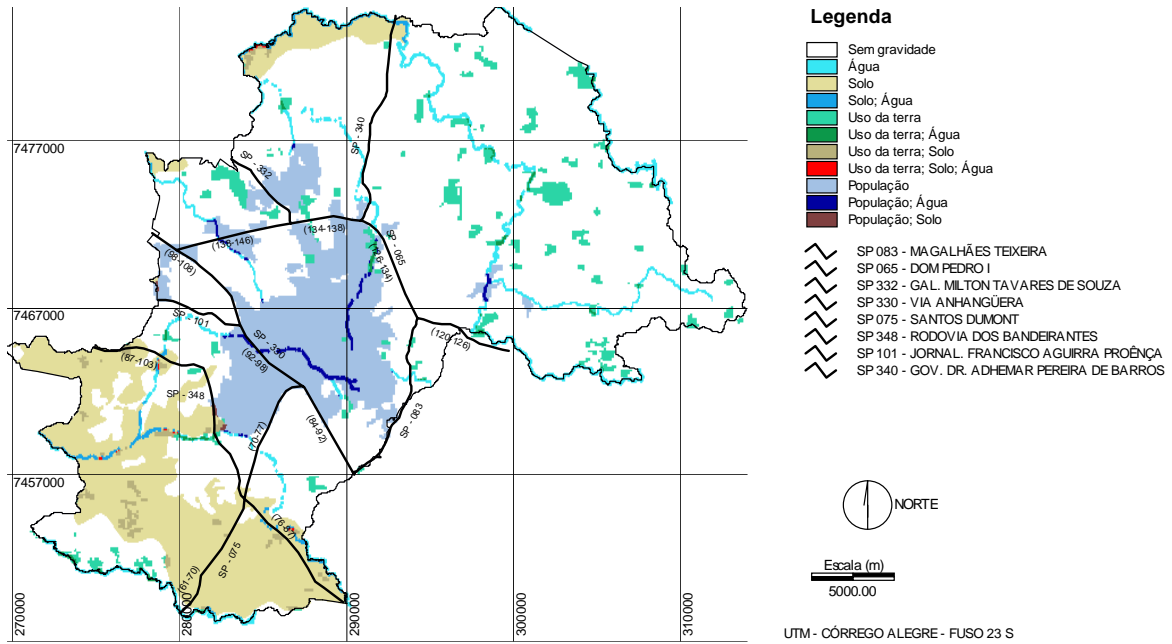 Legenda
Sem gravidade
Água
Solo
Solo; Água
Uso da terra
Uso da terra; Água
Uso da terra; Solo
Uso da terra; Solo; Água
População
População; Água
População; Solo
SP 083 - MAGALHÃES TEIXEIRA
SP 065 - DOM PEDRO I
SP 332 - GAL. MILTON TAVARES DE SOUZA
SP 330 - VIA ANHANGÜERA
SP 075 - SANTOS DUMONT
SP 348 - RODOVIA DOS BANDEIRANTES
SP 101 - JORNAL. FRANCISCO AGUIRRA PROÊNÇA
SP 340 - GOV. DR. ADHEMAR PEREIRA DE BARROS
NORTE
Escala (m)
5000.00
UTM - CÓRREGO ALEGRE - FUSO 23 S
7477000
7467000
7457000
270000
280000
290000
300000
310000
SP - 340
SP - 332
(134-138)
(138-146)
SP - 065
(126-134)
(98-108)
SP - 101
SP - 330
(92-98)
(120-126)
(87-103)
SP - 348
SP - 083
(84-92)
(70-77)
(76-87)
SP - 075
(61-70)